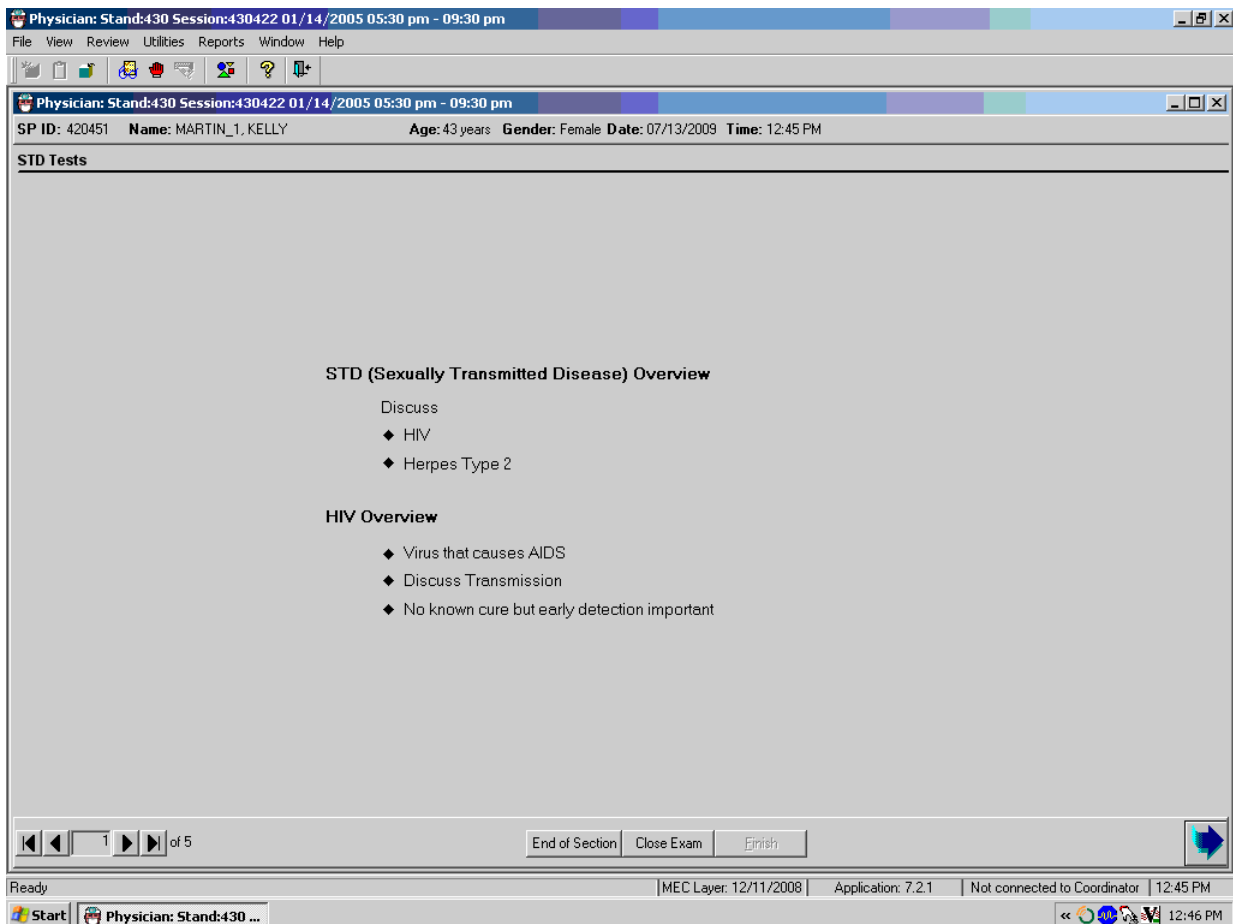 Physician: Stand:430 Session:430422 01/14/2005 05:30 pm - 09:30 pm
File View Review Utilities Reports Window Help
Physician: Stand:430 Session:430422 01/14/2005 05:30 pm - 09:30 pm
SP ID: 420451 Name: MARTIN_1, KELLY Age: 43 years Gender: Female Date: 07/13/2009 Time: 12:45 PM
STD Tests
STD (Sexually Transmitted Disease) Overview
Discuss
◆ HIV
◆ Herpes Type 2
HIV Overview
◆ Virus that causes AIDS
◆ Discuss Transmission
◆ No known cure but early detection important
1 of 5 End of Section Close Exam Finish
Ready MEC Layer: 12/11/2008 Application: 7.2.1 Not connected to Coordinator 12:45 PM
Start Physician: Stand:430 ... « 12:46 PM